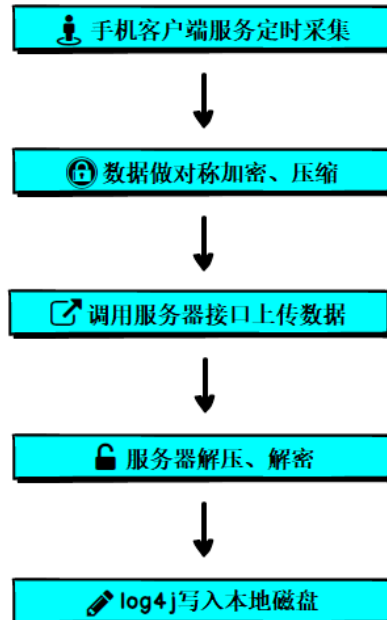 手机客户端服务定时采集
数据做对称加密、压缩
调用服务器接口上传数据
服务器解压、解密
log4j写入本地磁盘